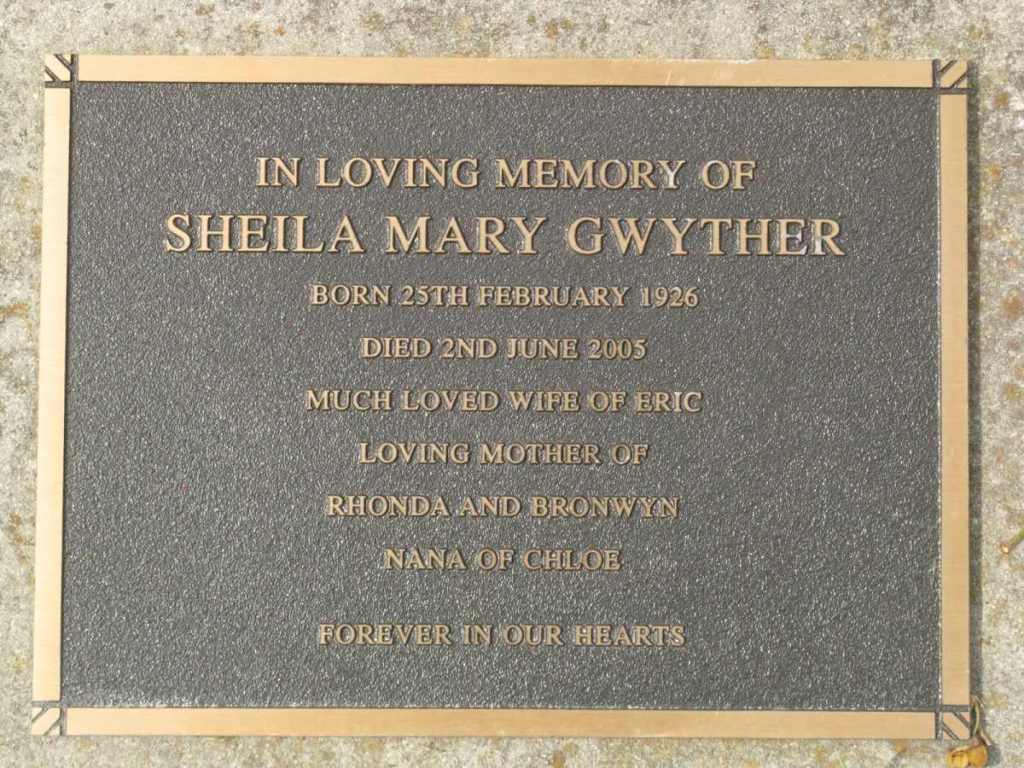 IN LOVING MEMORY OF
SHEILA MARY GWYTHER
BORN 25TH FEBRUARY 1926
DIED 2ND JUNE 2005
MUCH LOVED WIFE OF ERIC
LOVING MOTHER OF
RHONDA AND BRONWYN
NANA OF CHLOE
FOREVER IN OUR HEARTS